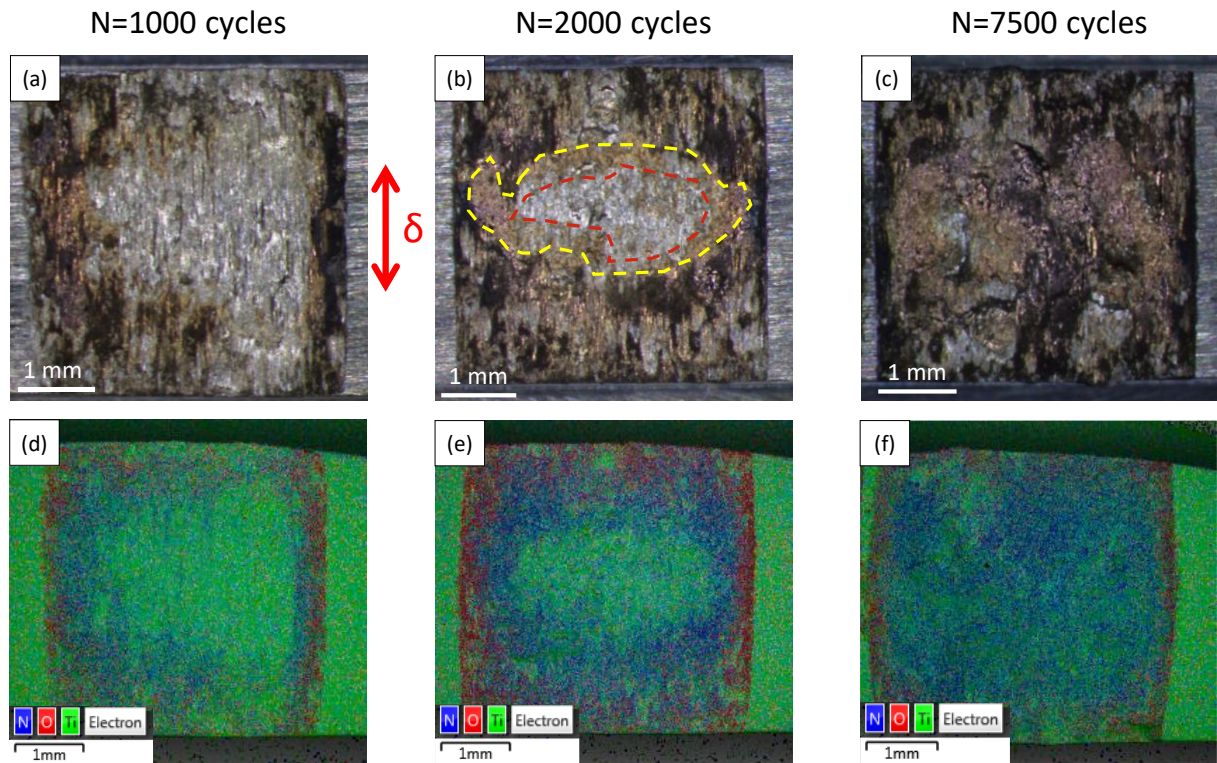 N=1000 cycles N=2000 cycles N=7500 cycles
(a) (b) (c)
δ
1 mm 1 mm 1 mm
(d) (e) (f)
N O Ti Electron N O Ti Electron N O Ti Electron
1mm 1mm 1mm